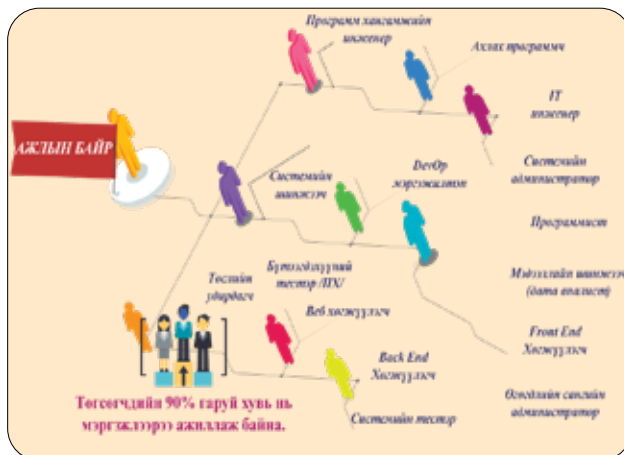 Программ хангамжийн
инженер
Ахлах программч
IT
инженер
АЖЛЫН БАЙР
Системийн
шинжээч
DevOp
мэргэжилтэн
Системийн
администратор
Программист
Төслийн
удирдагч
Бүтээгдэхүүний
тестэр /ПХ/
Мэдээллийн шинжээч
(дата аналист)
Веб хөгжүүлэгч
Front End
Хөгжүүлэгч
Back End
Хөгжүүлэгч
Өгөгдлийн сангийн
администратор
Системийн тестэр
Төгсөгчдийн 90% гаруй хувь нь
мэргэжлээрээ ажиллаж байна.